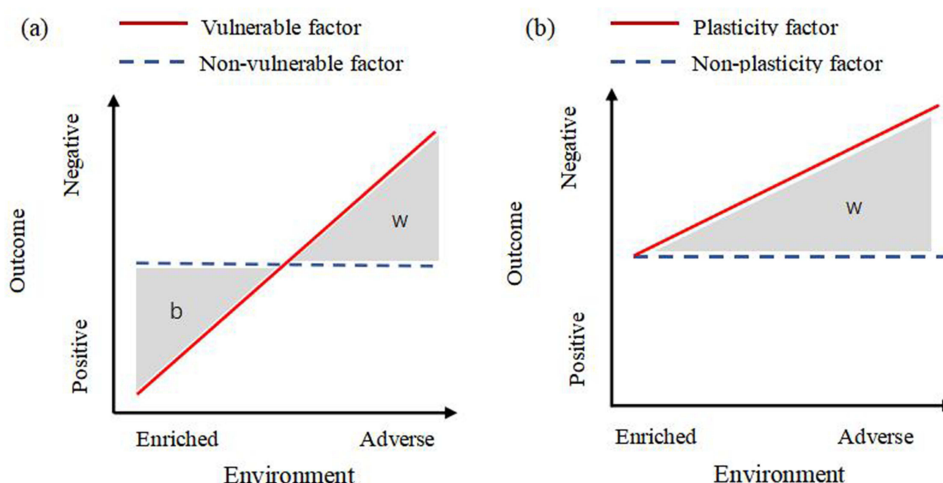 (a)
Vulnerable factor
Non-vulnerable factor
Negative
Outcome
Positive
w
b
Enriched
Adverse
Environment
(b)
Plasticity factor
Non-plasticity factor
Negative
Outcome
Positive
w
Enriched
Adverse
Environment